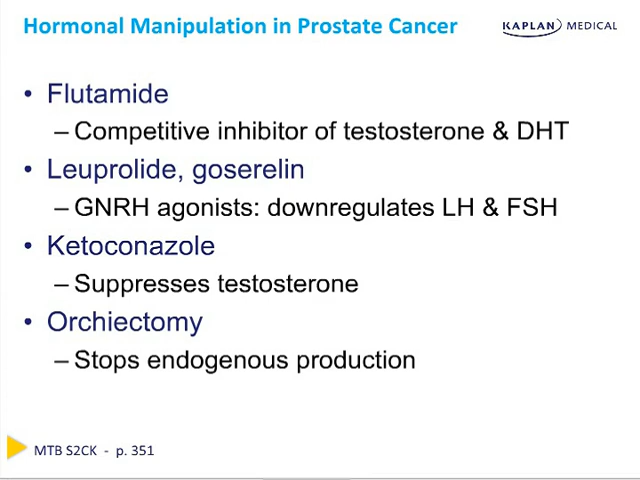 Hormonal Manipulation in Prostate Cancer
KAPLAN MEDICAL
• Flutamide
– Competitive inhibitor of testosterone & DHT
• Leuprolide, goserelin
– GNRH agonists: downregulates LH & FSH
• Ketoconazole
– Suppresses testosterone
• Orchiectomy
– Stops endogenous production
MTB S2CK - p. 351